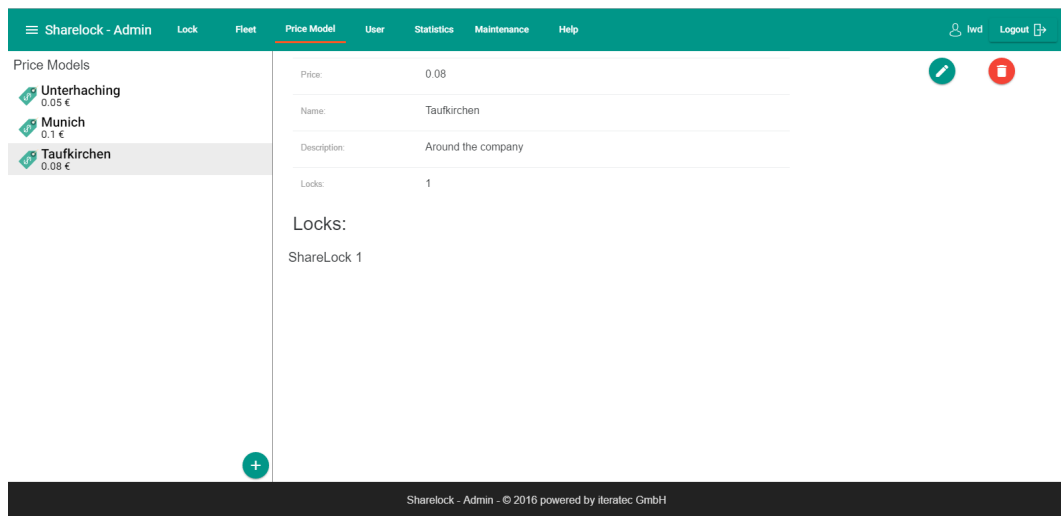 Sharelock - Admin Lock Fleet Price Model User Statistics Maintenance Help lwd Logout
Price Models
Unterhaching
0.05 €
Munich
0.1 €
Taufkirchen
0.08 €
Price: 0.08
Name: Taufkirchen
Description: Around the company
Locks: 1
Locks:
ShareLock 1
Sharelock - Admin - © 2016 powered by iteratec GmbH